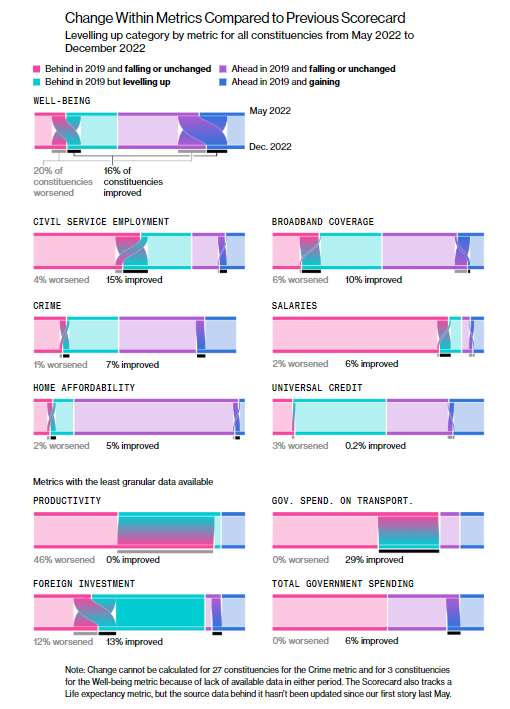 Change Within Metrics Compared to Previous Scorecard
Levelling up category by metric for all constituencies from May 2022 to
December 2022
Behind in 2019 and falling or unchanged
Ahead in 2019 and falling or unchanged
Behind in 2019 but levelling up
Ahead in 2019 and gaining
WELL-BEING
May 2022
Dec. 2022
20% of
constituencies
worsened
16% of
constituencies
improved
CIVIL SERVICE EMPLOYMENT
4% worsened
15% improved
BROADBAND COVERAGE
6% worsened
10% improved
CRIME
1% worsened
7% improved
SALARIES
2% worsened
6% improved
HOME AFFORDABILITY
2% worsened
5% improved
UNIVERSAL CREDIT
3% worsened
0.2% improved
Metrics with the least granular data available
PRODUCTIVITY
46% worsened
0% improved
GOV. SPEND. ON TRANSPORT.
0% worsened
29% improved
FOREIGN INVESTMENT
12% worsened
13% improved
TOTAL GOVERNMENT SPENDING
0% worsened
6% improved
Note: Change cannot be calculated for 27 constituencies for the Crime metric and for 3 constituencies
for the Well-being metric because of lack of available data in either period. The Scorecard also tracks a
Life expectancy metric, but the source data behind it hasn't been updated since our first story last May.